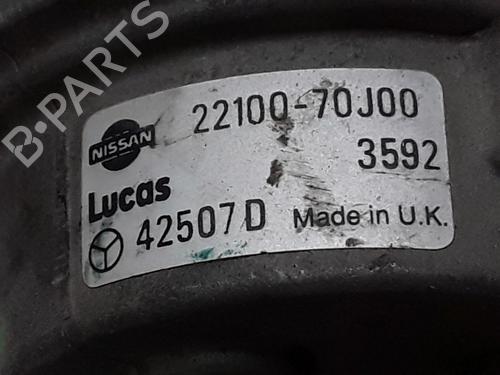 B-PARTS
NISSAN 22100-70J00
3592
Lucas
42507D Made in U.K.